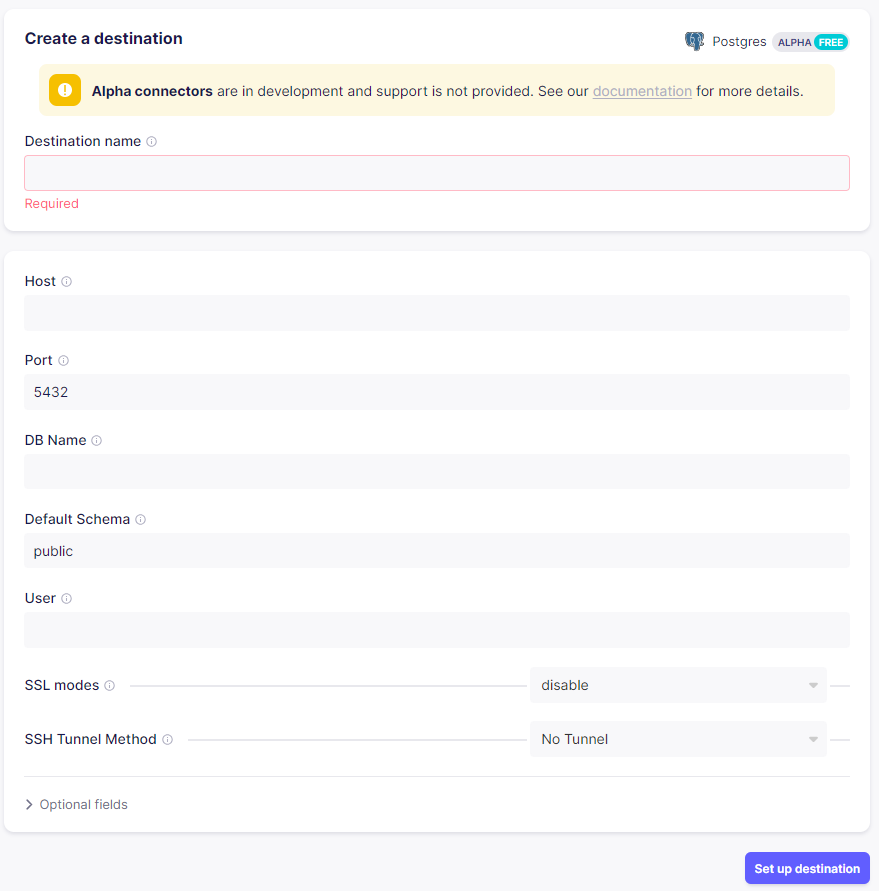 Create a destination
Postgres ALPHA FREE
Alpha connectors are in development and support is not provided. See our documentation for more details.
Destination name
Required
Host
Port
5432
DB Name
Default Schema
public
User
SSL modes disable
SSH Tunnel Method No Tunnel
Optional fields
Set up destination